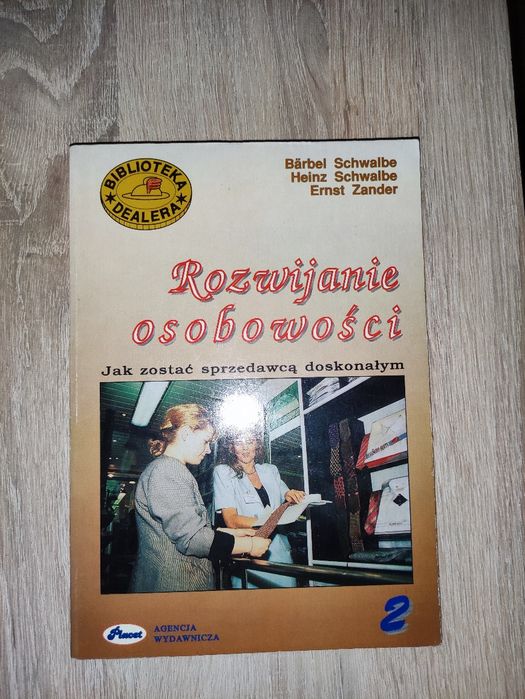 BIBLIOTEKA
DEALERA
Bärbel Schwalbe
Heinz Schwalbe
Ernst Zander
Rozwijanie
osobowości
Jak zostać sprzedawcą doskonałym
Placet
AGENCJA
WYDAWNICZA
2